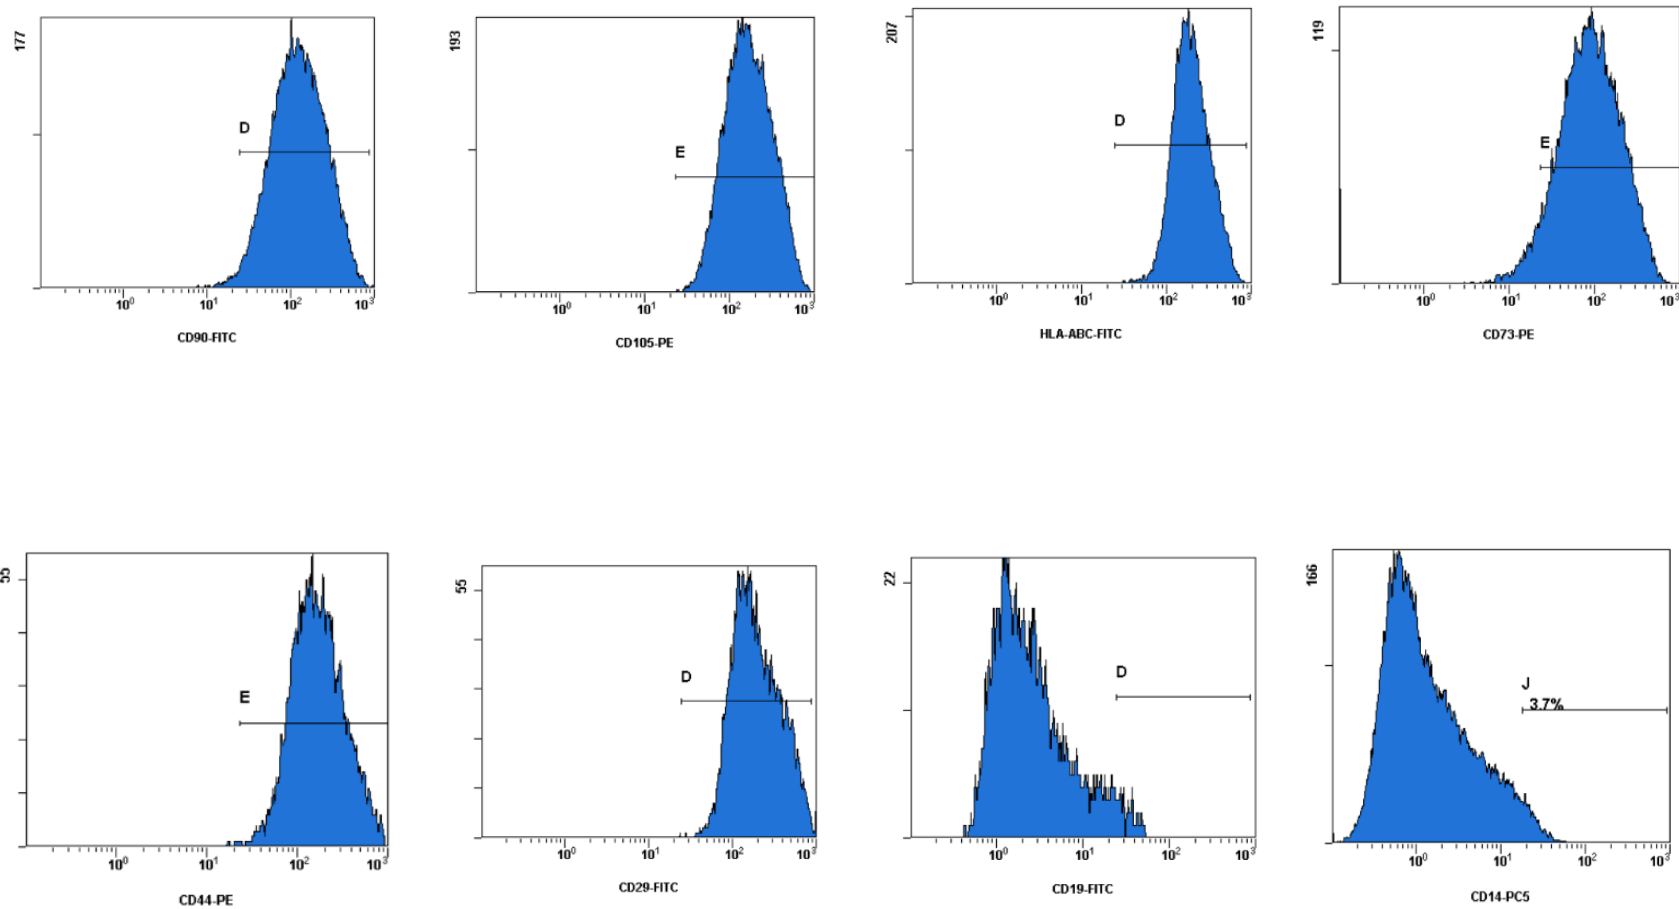 177
D
10⁰ 10¹ 10² 10³
CD90-FITC
193
E
10⁰ 10¹ 10² 10³
CD105-PE
207
D
10⁰ 10¹ 10² 10³
HLA-ABC-FITC
119
E
10⁰ 10¹ 10² 10³
CD73-PE
55
E
10⁰ 10¹ 10² 10³
CD44-PE
55
D
10⁰ 10¹ 10² 10³
CD29-FITC
22
D
10⁰ 10¹ 10² 10³
CD19-FITC
166
J
3.7%
10⁰ 10¹ 10² 10³
CD14-PC5